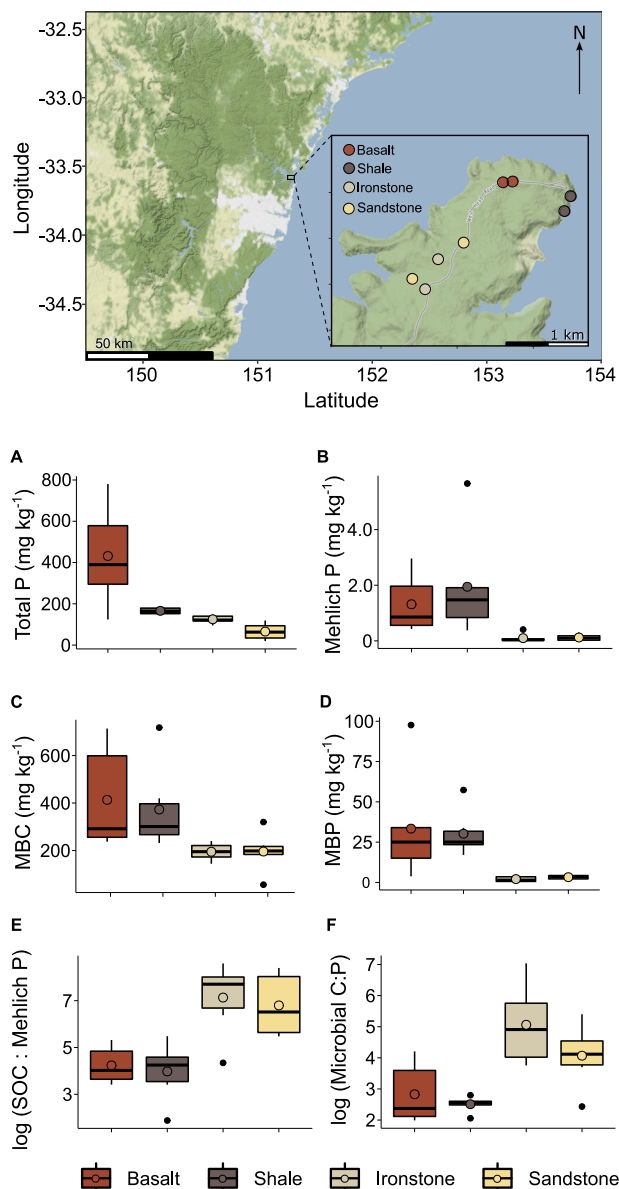 -32.5
-33.0
-33.5
-34.0
-34.5
Longitude
N
Basalt
Shale
Ironstone
Sandstone
1 km
50 km
150
151
152
153
154
Latitude
A
Total P (mg kg-1)
800
600
400
200
0
B
Mehlich P (mg kg-1)
4.0
2.0
0
C
MBC (mg kg-1)
600
400
200
D
MBP (mg kg-1)
100
75
50
25
0
E
log (SOC : Mehlich P)
7
5
3
F
log (Microbial C:P)
7
6
5
4
3
2
Basalt
Shale
Ironstone
Sandstone